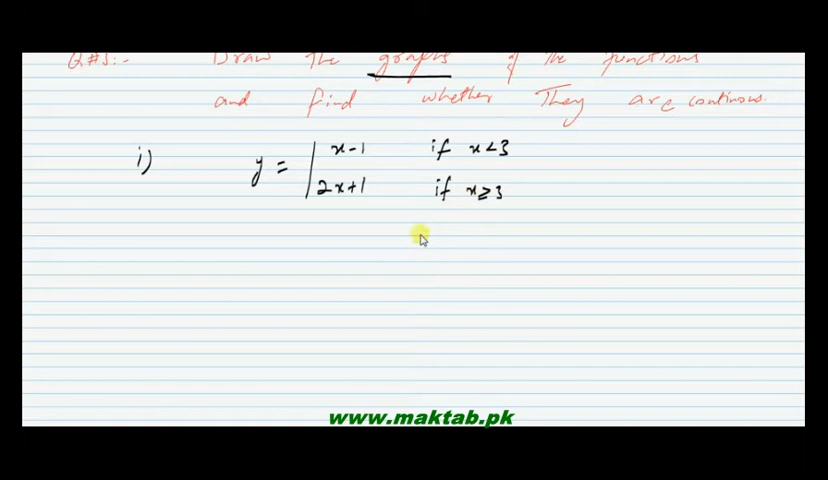 Q#5:- Draw the graphs of the functions
and find whether They are continous.
i) y = | x-1 if x<3
2x+1 if x≥3
www.maktab.pk